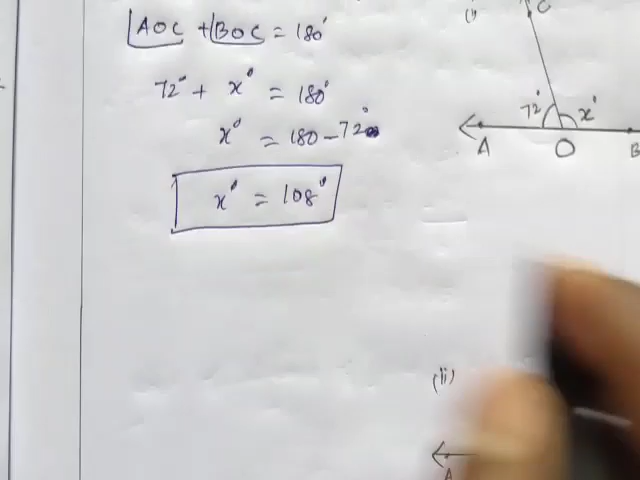 ∠AOC + ∠BOC = 180°
72° + x° = 180°
x° = 180 - 72°
x° = 108°
(i)
C
72° x°
A O B
(ii)
A